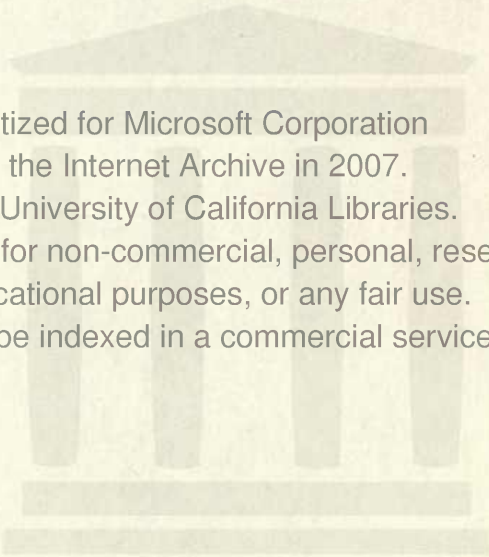 tized for Microsoft Corporation
the Internet Archive in 2007.
University of California Libraries.
for non-commercial, personal, rese
cational purposes, or any fair use.
be indexed in a commercial service